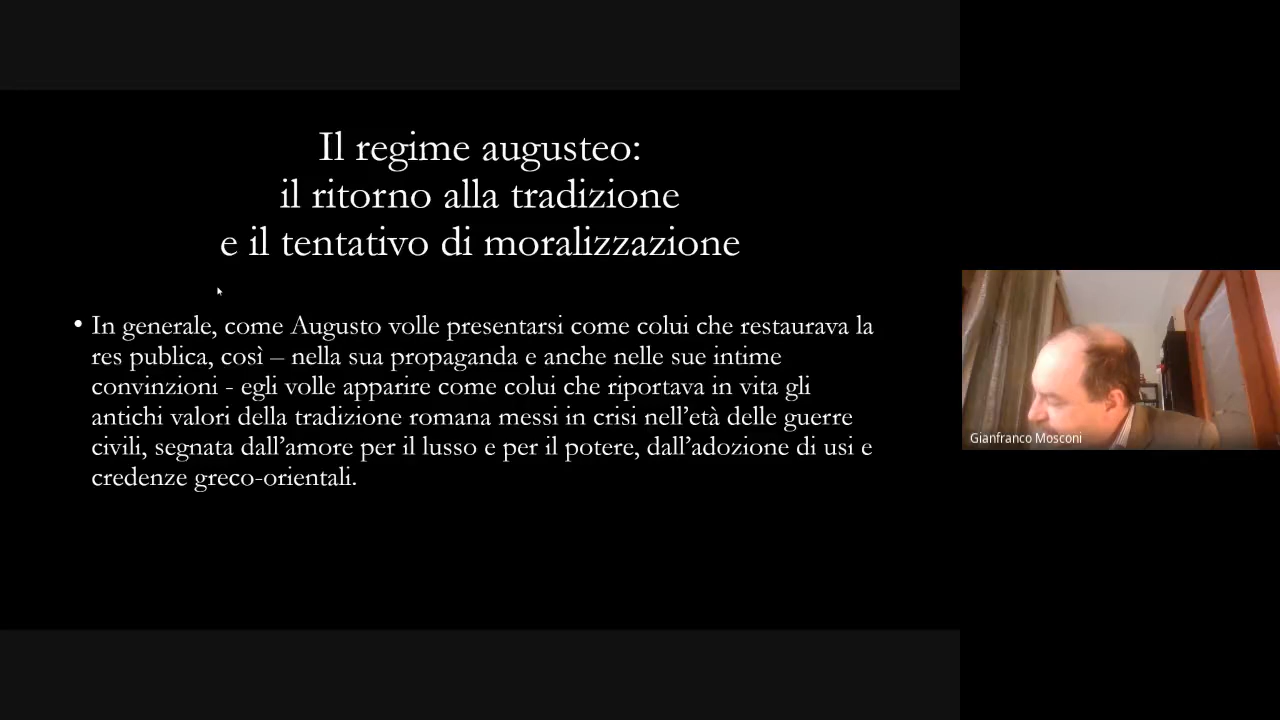 Il regime augusteo:
il ritorno alla tradizione
e il tentativo di moralizzazione
• In generale, come Augusto volle presentarsi come colui che restaurava la
res publica, così – nella sua propaganda e anche nelle sue intime
convinzioni - egli volle apparire come colui che riportava in vita gli
antichi valori della tradizione romana messi in crisi nell’età delle guerre
civili, segnata dall’amore per il lusso e per il potere, dall’adozione di usi e
credenze greco-orientali.
Gianfranco Mosconi